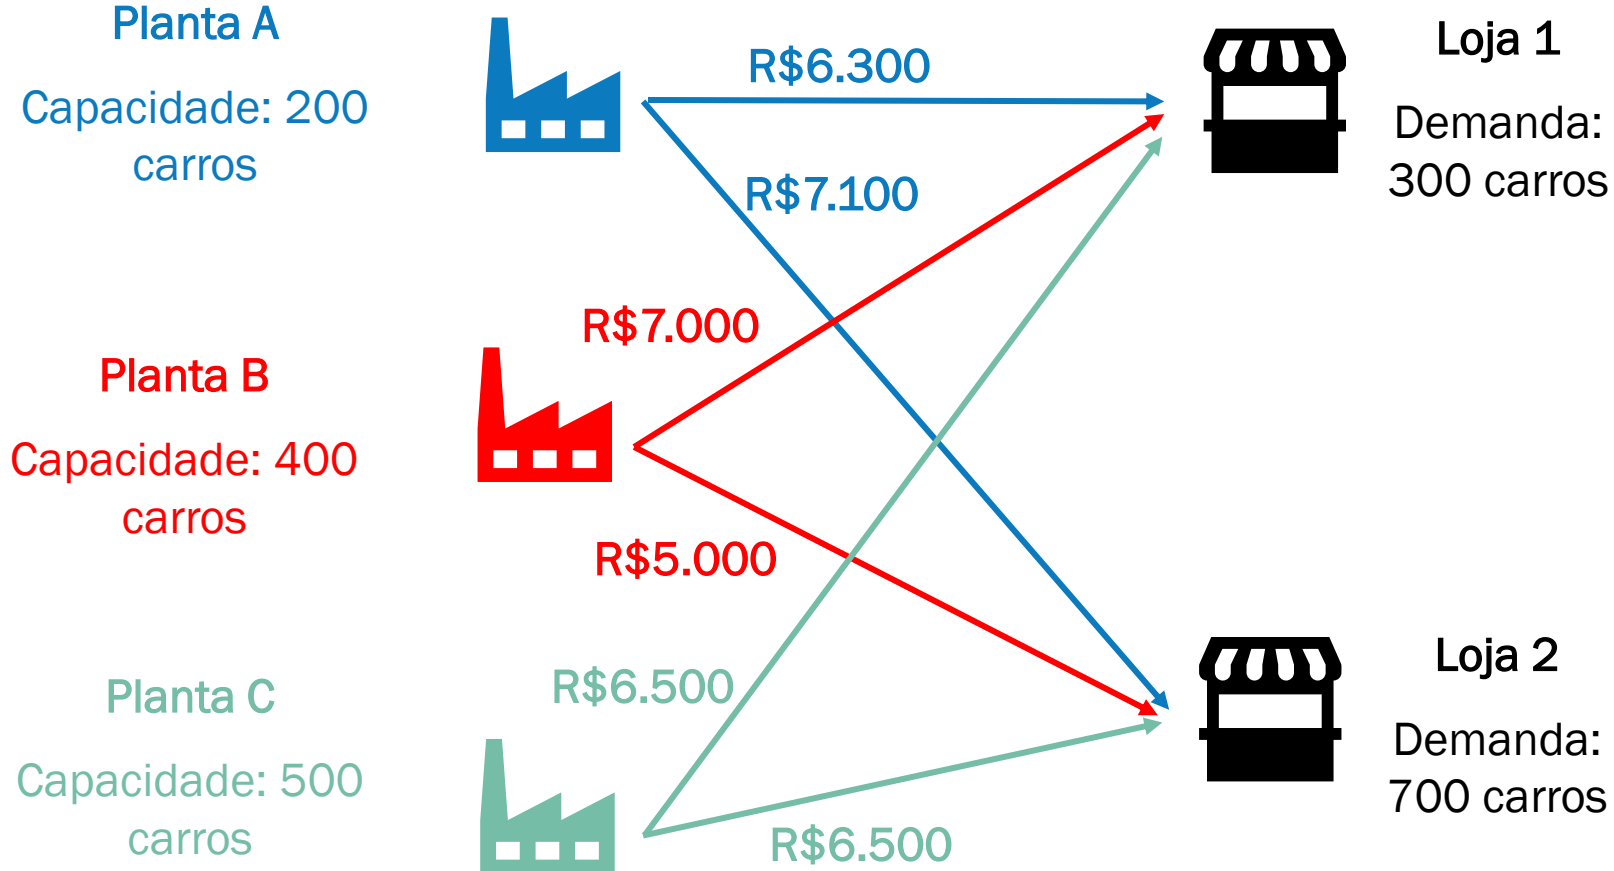 Planta A
Capacidade: 200
carros
R$6.300
R$7.100
Loja 1
Demanda:
300 carros
R$7.000
Planta B
Capacidade: 400
carros
R$5.000
R$6.500
Planta C
Capacidade: 500
carros
R$6.500
Loja 2
Demanda:
700 carros